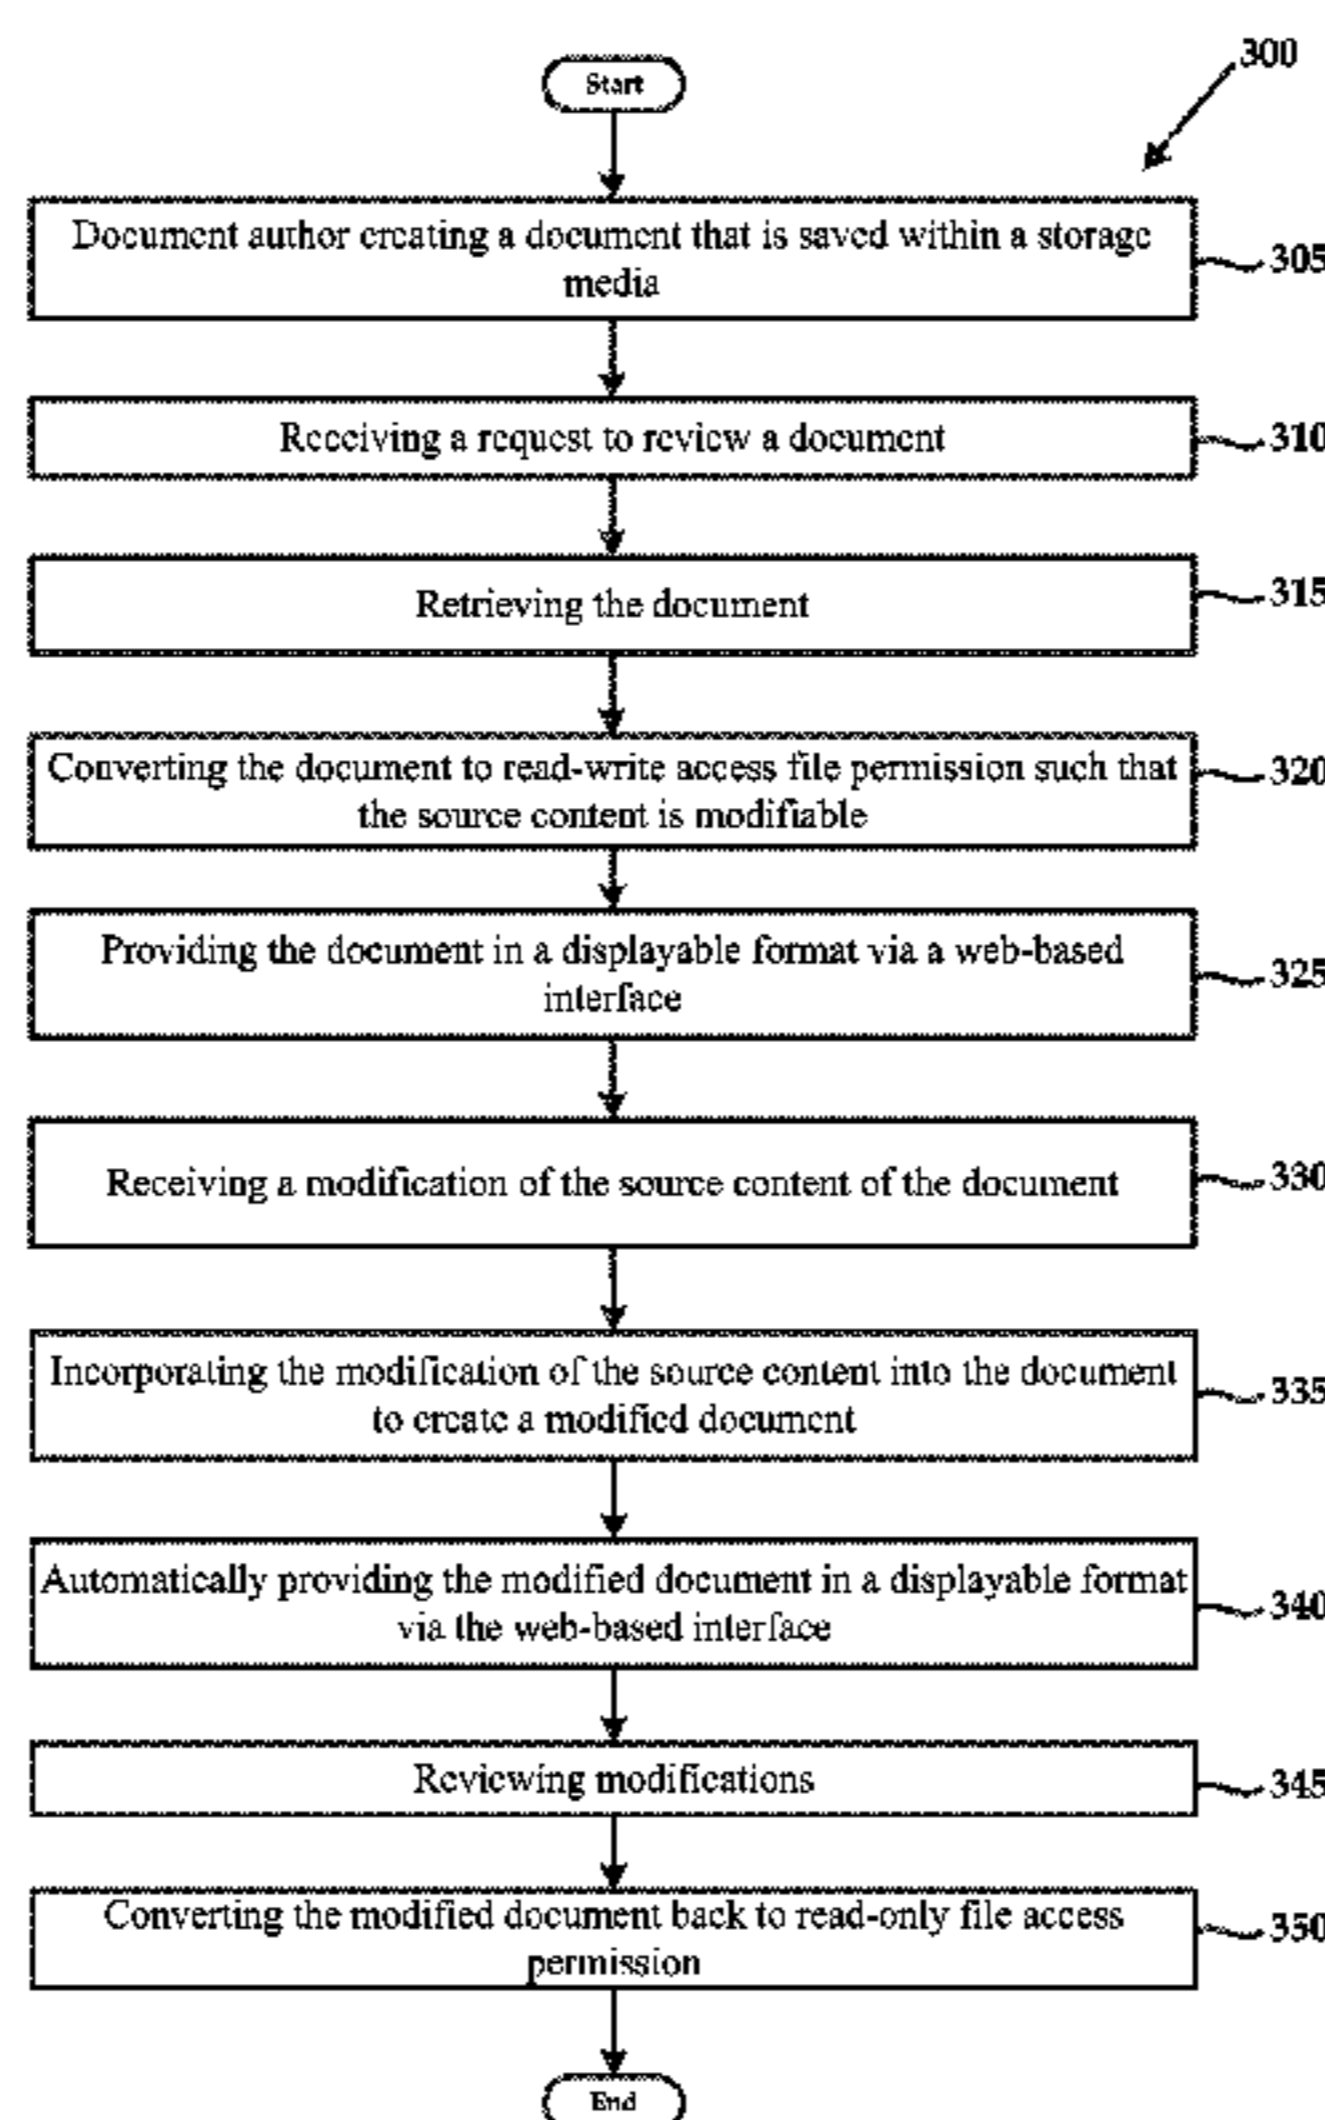 Start
300
Document author creating a document that is saved within a storage
media
305
Receiving a request to review a document
310
Retrieving the document
315
Converting the document to read-write access file permission such that
the source content is modifiable
320
Providing the document in a displayable format via a web-based
interface
325
Receiving a modification of the source content of the document
330
Incorporating the modification of the source content into the document
to create a modified document
335
Automatically providing the modified document in a displayable format
via the web-based interface
340
Reviewing modifications
345
Converting the modified document back to read-only file access
permission
350
End